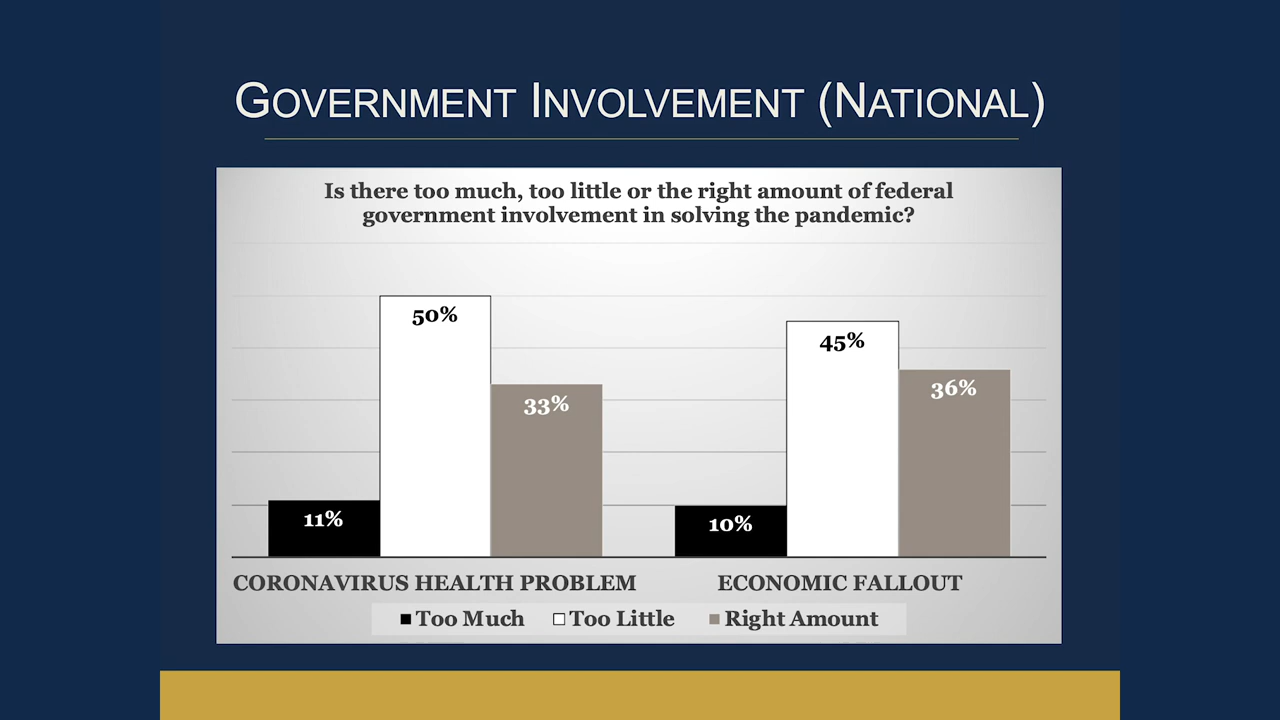 GOVERNMENT INVOLVEMENT (NATIONAL)
Is there too much, too little or the right amount of federal
government involvement in solving the pandemic?
50%
45%
36%
33%
11%
10%
CORONAVIRUS HEALTH PROBLEM
ECONOMIC FALLOUT
Too Much
Too Little
Right Amount